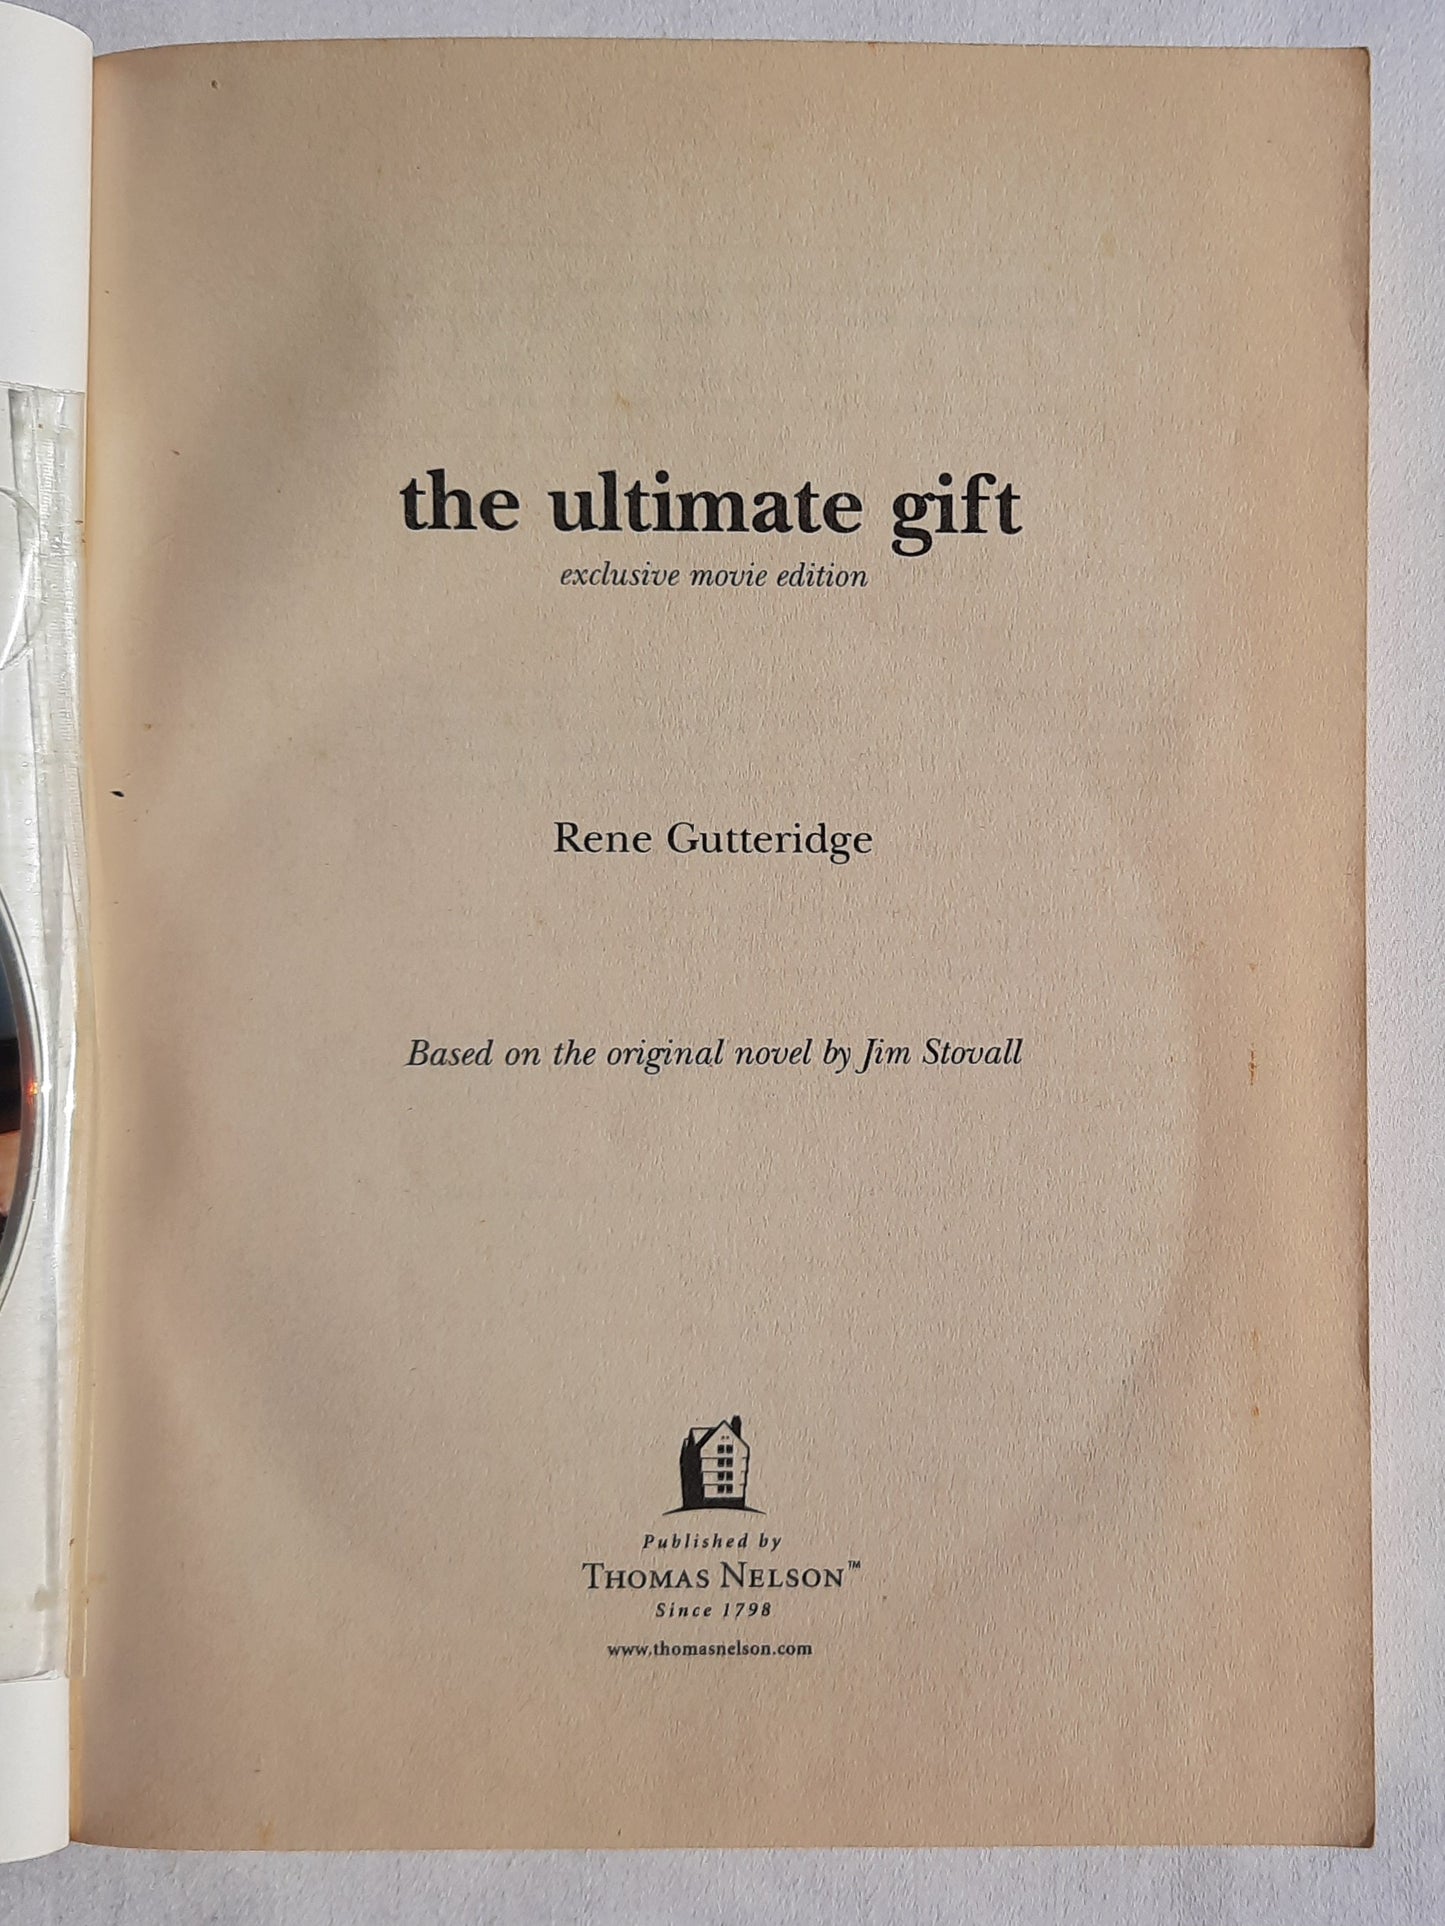 the ultimate gift
exclusive movie edition
Rene Gutteridge
Based on the original novel by Jim Stovall
Published by
THOMAS NELSON™
Since 1798
www.thomasnelson.com